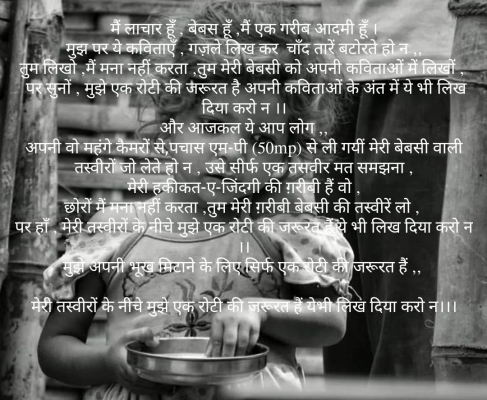 मैं लाचार हूँ , बेबस हूँ ,मैं एक गरीब आदमी हूँ ।
मुझ पर ये कविताएँ , गज़ले लिख कर चाँद तारें बटोरते हो न ,,
तुम लिखों ,मैं मना नहीं करता ,तुम मेरी बेबसी को अपनी कविताओं में लिखों ,
पर सुनों , मुझे एक रोटी की जरूरत है अपनी कविताओं के अंत में ये भी लिख
दिया करो न ।।
और आजकल ये आप लोग ,,
अपनी वो महंगे कैमरों से,पचास एम-पी (50mp) से ली गयीं मेरी बेबसी वाली
तस्वीरों जो लेते हो न , उसे सीर्फ एक तसवीर मत समझना ,
मेरी हकीकत-ए-जिंदगी की ग़रीबी हैं वो ,
छोरों मैं मना नहीं करता ,तुम मेरी ग़रीबी बेबसी की तस्वीरें लो ,
पर हाँ , मेरी तस्वीरों के नीचे मुझे एक रोटी की जरूरत हैं ये भी लिख दिया करो न
।।
मुझे अपनी भूख मिटाने के लिए सिर्फ एक रोटी की जरूरत हैं ,,
मेरी तस्वीरों के नीचे मुझे एक रोटी की जरूरत हैं येभी लिख दिया करो न।।।